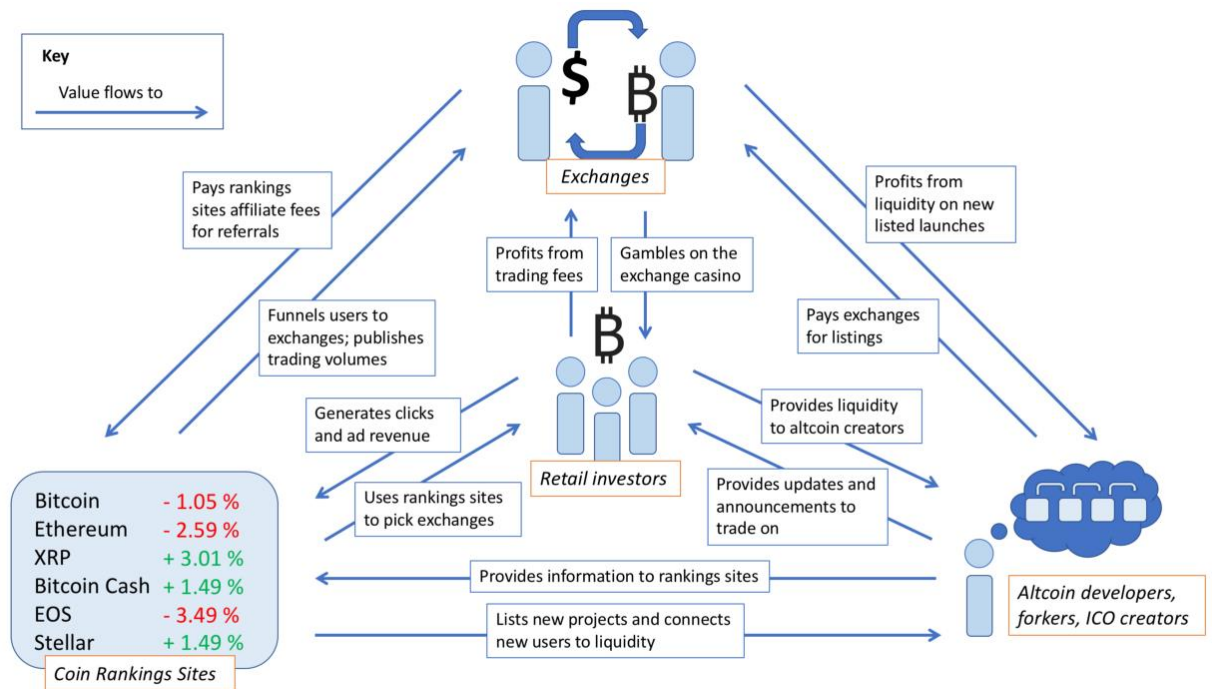 Key
Value flows to
$
₿
Exchanges
Pays rankings
sites affiliate fees
for referrals
Profits from
liquidity on new
listed launches
Profits from
trading fees
Gambles on the
exchange casino
Funnels users to
exchanges; publishes
trading volumes
Pays exchanges
for listings
₿
Generates clicks
and ad revenue
Provides liquidity
to altcoin creators
Retail investors
Uses rankings sites
to pick exchanges
Provides updates and
announcements to
trade on
Bitcoin - 1.05 %
Ethereum - 2.59 %
XRP + 3.01 %
Bitcoin Cash + 1.49 %
EOS - 3.49 %
Stellar + 1.49 %
Coin Rankings Sites
Provides information to rankings sites
Lists new projects and connects
new users to liquidity
Altcoin developers,
forkers, ICO creators